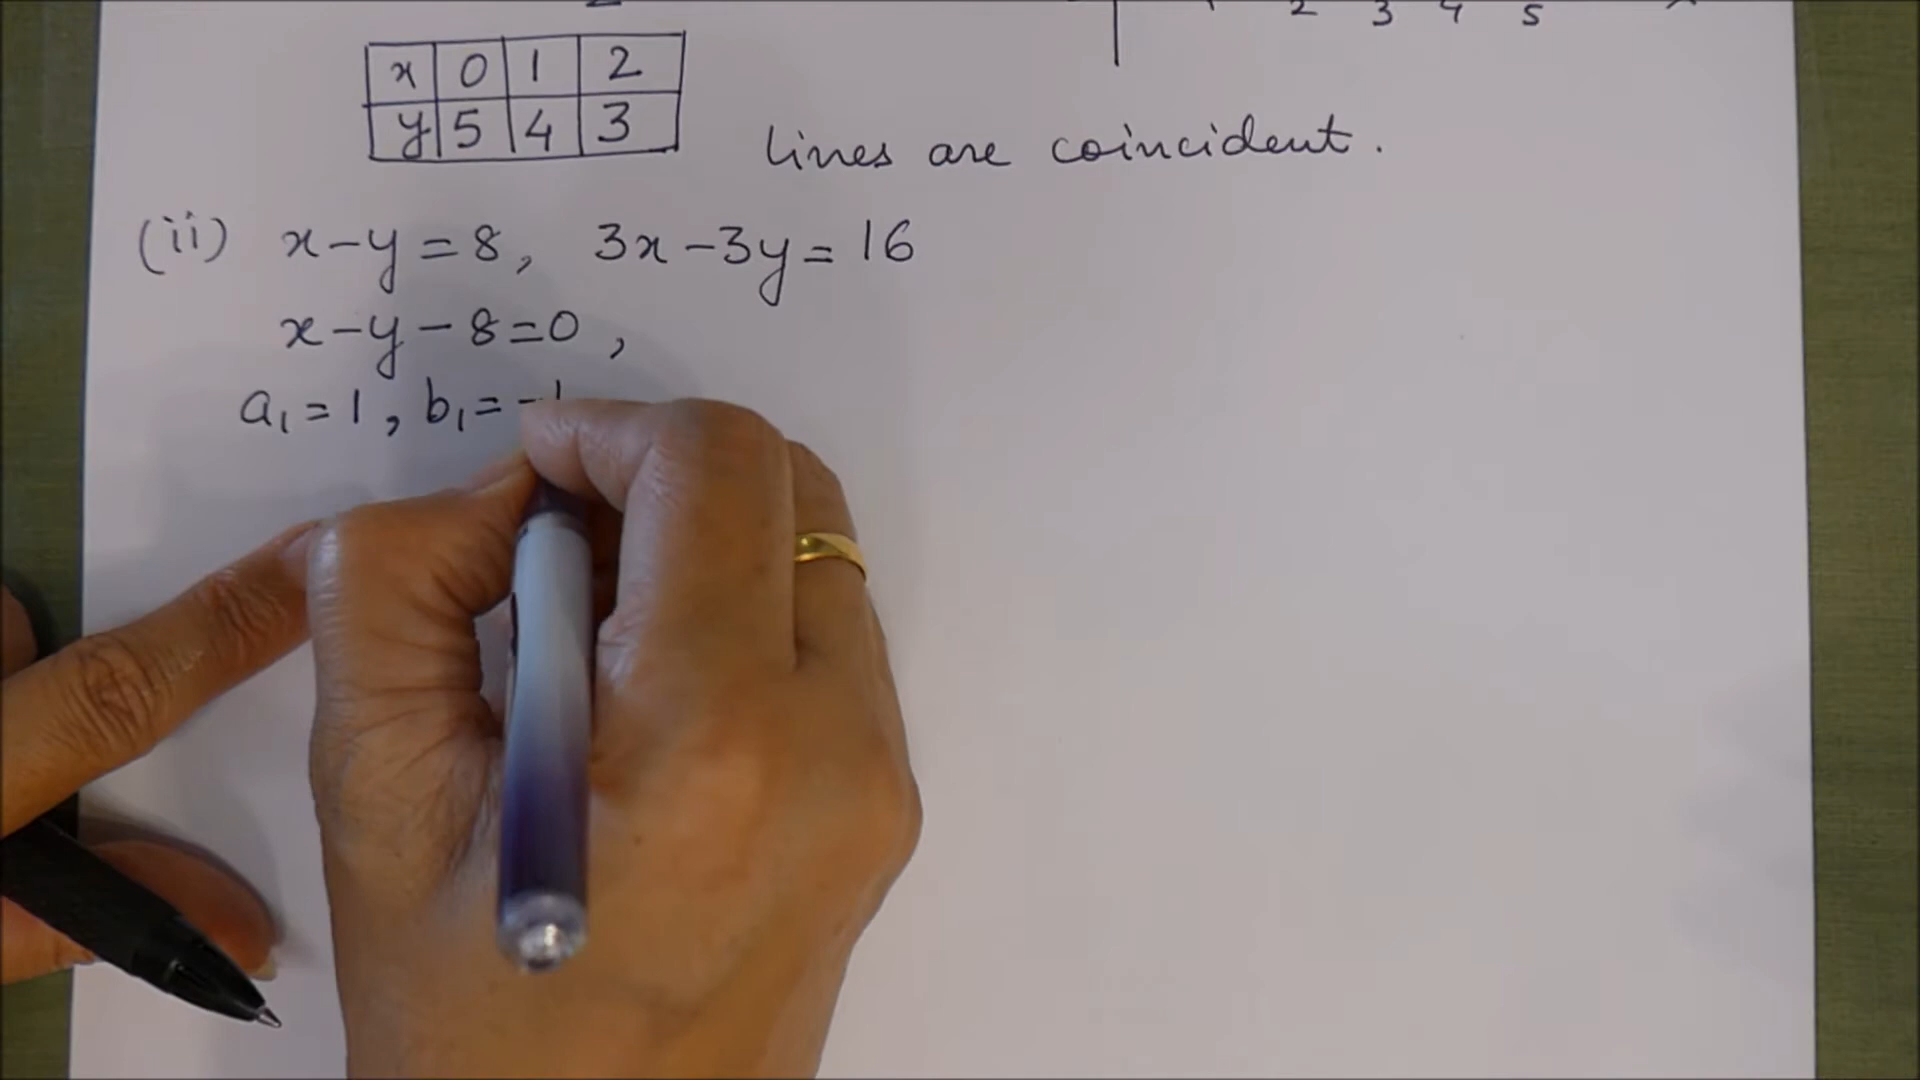 2 3 4 5
x 0 1 2
y 5 4 3
lines are coincident.
(ii) x-y=8, 3x-3y=16
x-y-8=0,
a₁=1, b₁=-1